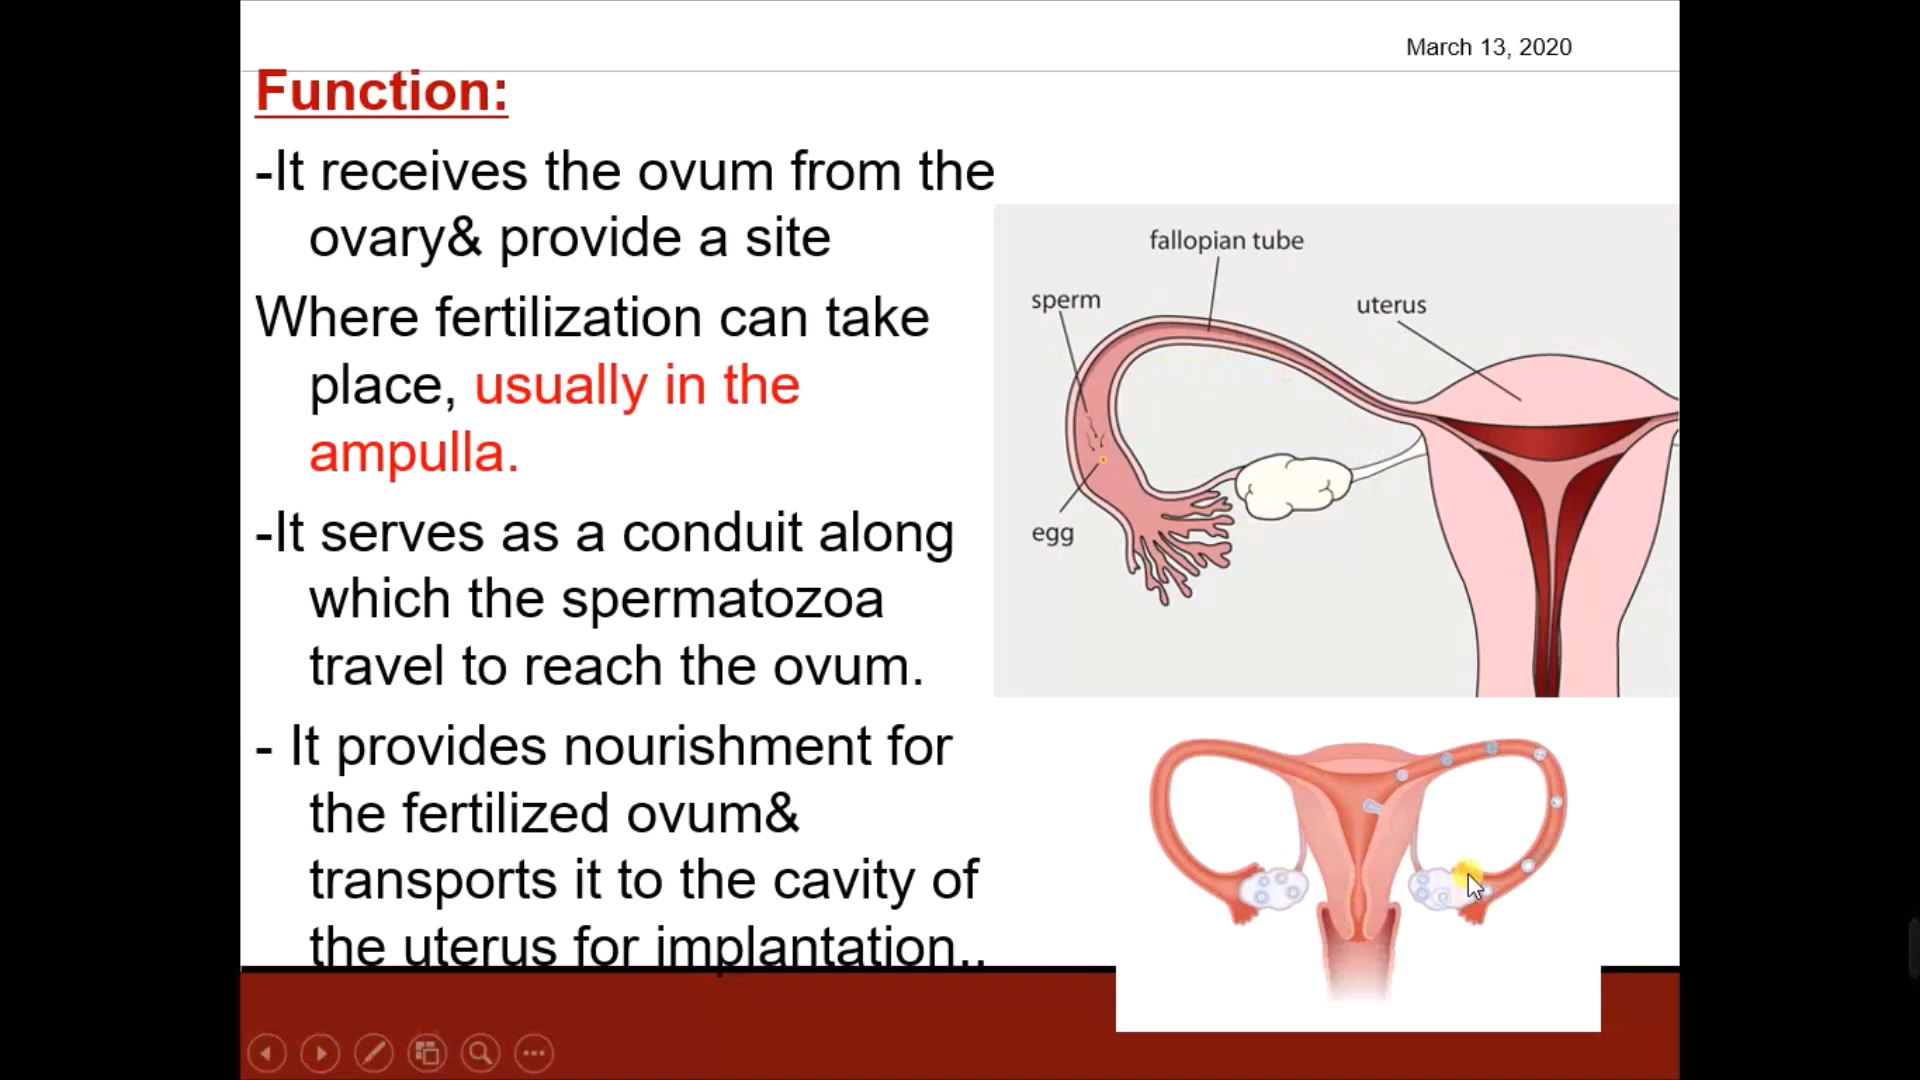 March 13, 2020
Function:
-It receives the ovum from the
ovary& provide a site
Where fertilization can take
place, usually in the
ampulla.
-It serves as a conduit along
which the spermatozoa
travel to reach the ovum.
- It provides nourishment for
the fertilized ovum&
transports it to the cavity of
the uterus for implantation..
fallopian tube
sperm
uterus
egg